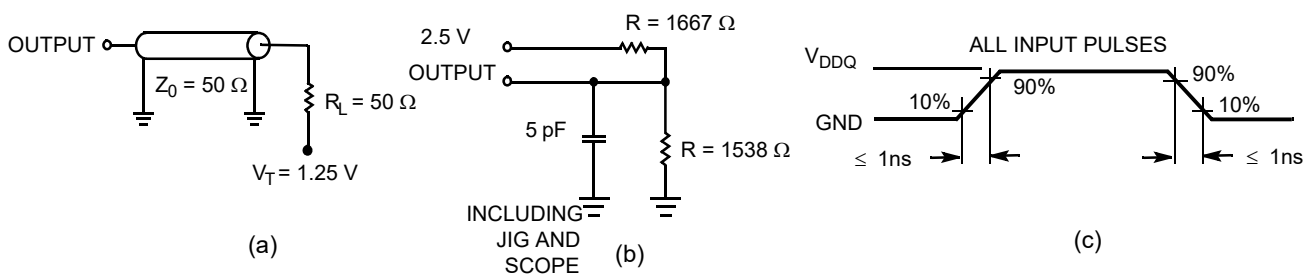 OUTPUT
Z0 = 50 Ω
RL = 50 Ω
VT = 1.25 V
(a)
R = 1667 Ω
2.5 V
OUTPUT
5 pF
R = 1538 Ω
INCLUDING
JIG AND
SCOPE
(b)
ALL INPUT PULSES
VDDQ
GND
10%
90%
90%
10%
≤ 1ns
≤ 1ns
(c)